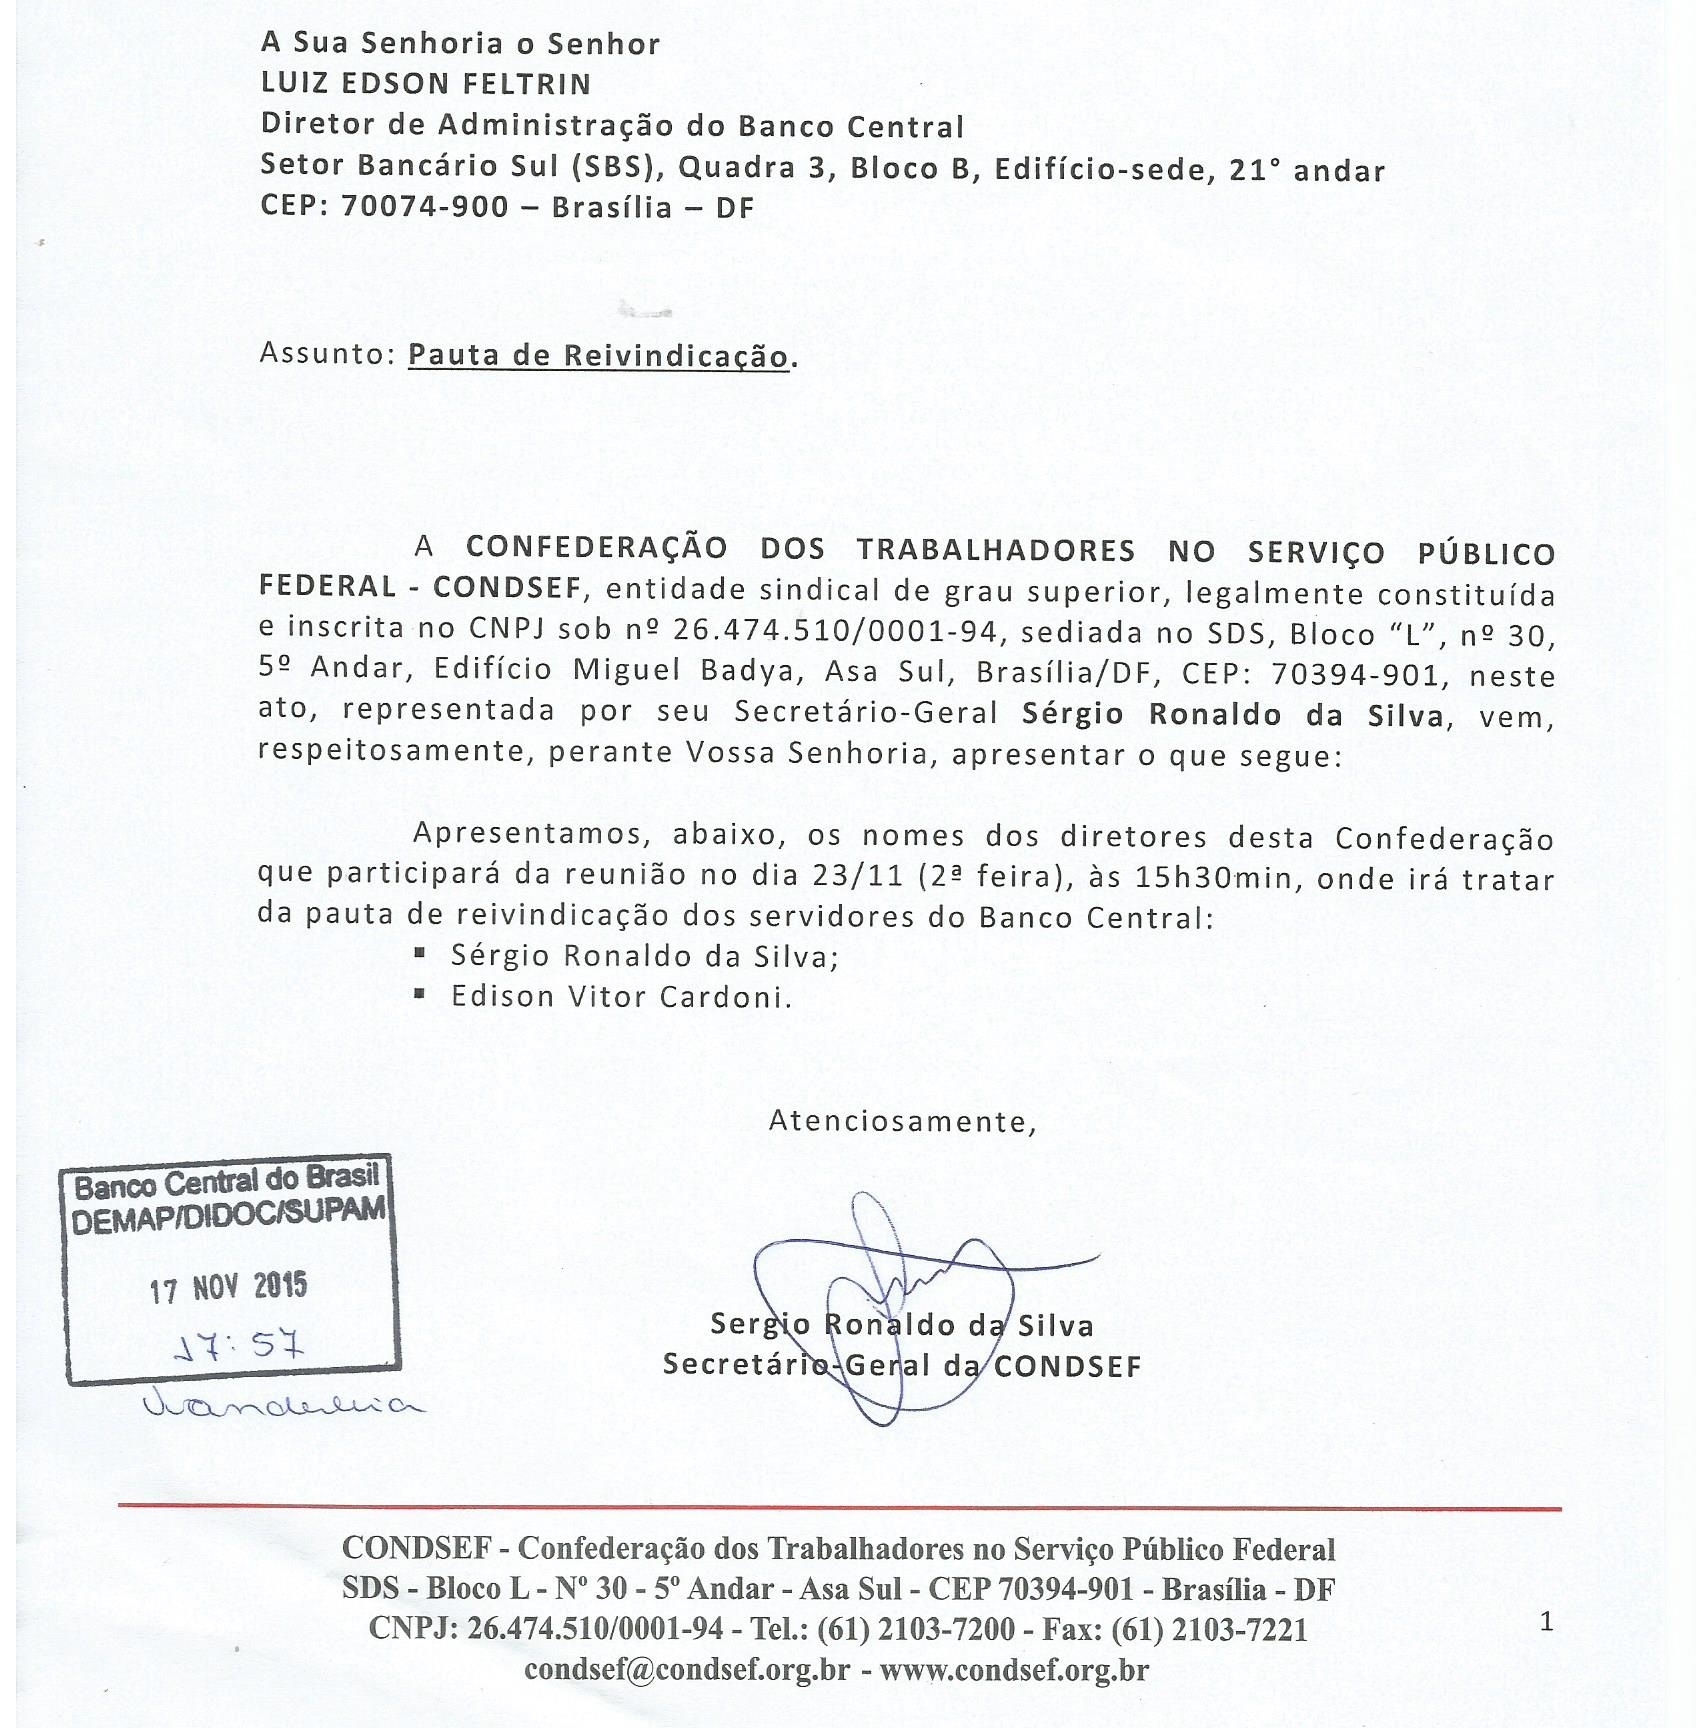 A Sua Senhoria o Senhor
LUIZ EDSON FELTRIN
Diretor de Administração do Banco Central
Setor Bancário Sul (SBS), Quadra 3, Bloco B, Edifício-sede, 21° andar
CEP: 70074-900 – Brasília – DF
Assunto: Pauta de Reivindicação.
A CONFEDERAÇÃO DOS TRABALHADORES NO SERVIÇO PÚBLICO
FEDERAL - CONDSEF, entidade sindical de grau superior, legalmente constituída
e inscrita no CNPJ sob nº 26.474.510/0001-94, sediada no SDS, Bloco “L”, nº 30,
5º Andar, Edifício Miguel Badya, Asa Sul, Brasília/DF, CEP: 70394-901, neste
ato, representada por seu Secretário-Geral Sérgio Ronaldo da Silva, vem,
respeitosamente, perante Vossa Senhoria, apresentar o que segue:
Apresentamos, abaixo, os nomes dos diretores desta Confederação
que participará da reunião no dia 23/11 (2ª feira), às 15h30min, onde irá tratar
da pauta de reivindicação dos servidores do Banco Central:
▪ Sérgio Ronaldo da Silva;
▪ Edison Vitor Cardoni.
Atenciosamente,
Banco Central do Brasil
DEMAP/DIDOC/SUPAM
17 NOV 2015
17:57
Sergio Ronaldo da Silva
Secretário-Geral da CONDSEF
CONDSEF - Confederação dos Trabalhadores no Serviço Público Federal
SDS - Bloco L - Nº 30 - 5º Andar - Asa Sul - CEP 70394-901 - Brasília - DF
CNPJ: 26.474.510/0001-94 - Tel.: (61) 2103-7200 - Fax: (61) 2103-7221
condsef@condsef.org.br - www.condsef.org.br
1